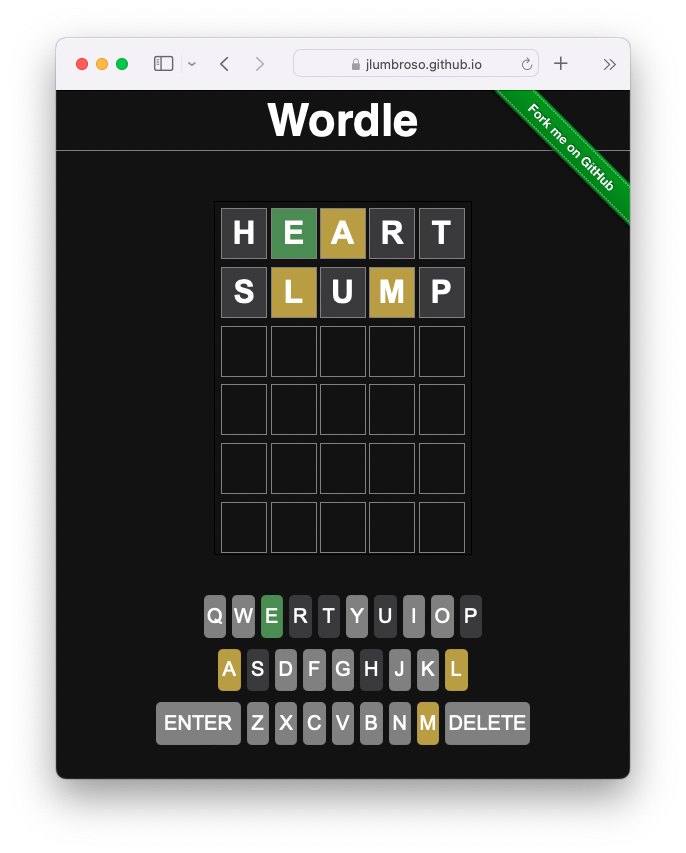 jlumbroso.github.io
Wordle
Fork me on GitHub
H E A R T
S L U M P
Q W E R T Y U I O P
A S D F G H J K L
ENTER Z X C V B N M DELETE